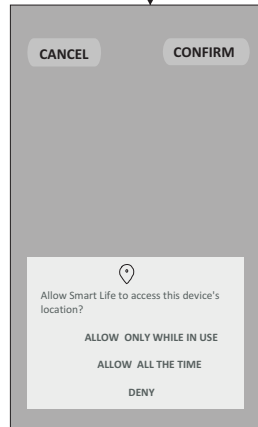 CANCEL
CONFIRM
Allow Smart Life to access this device's
location?
ALLOW ONLY WHILE IN USE
ALLOW ALL THE TIME
DENY